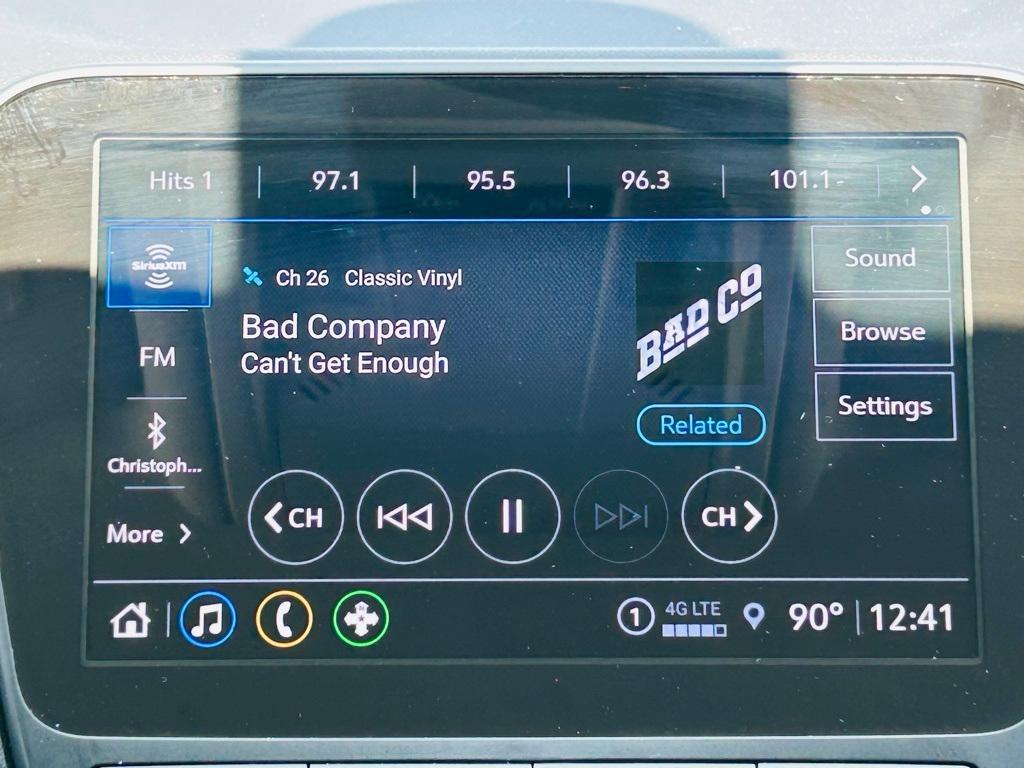 Hits 1 97.1 95.5 96.3 101.1
SiriusXM
Ch 26 Classic Vinyl
Bad Company
Can't Get Enough
BAD CO
Related
Sound
Browse
Settings
FM
Christoph...
More
CH
CH
1 4G LTE 90° 12:41